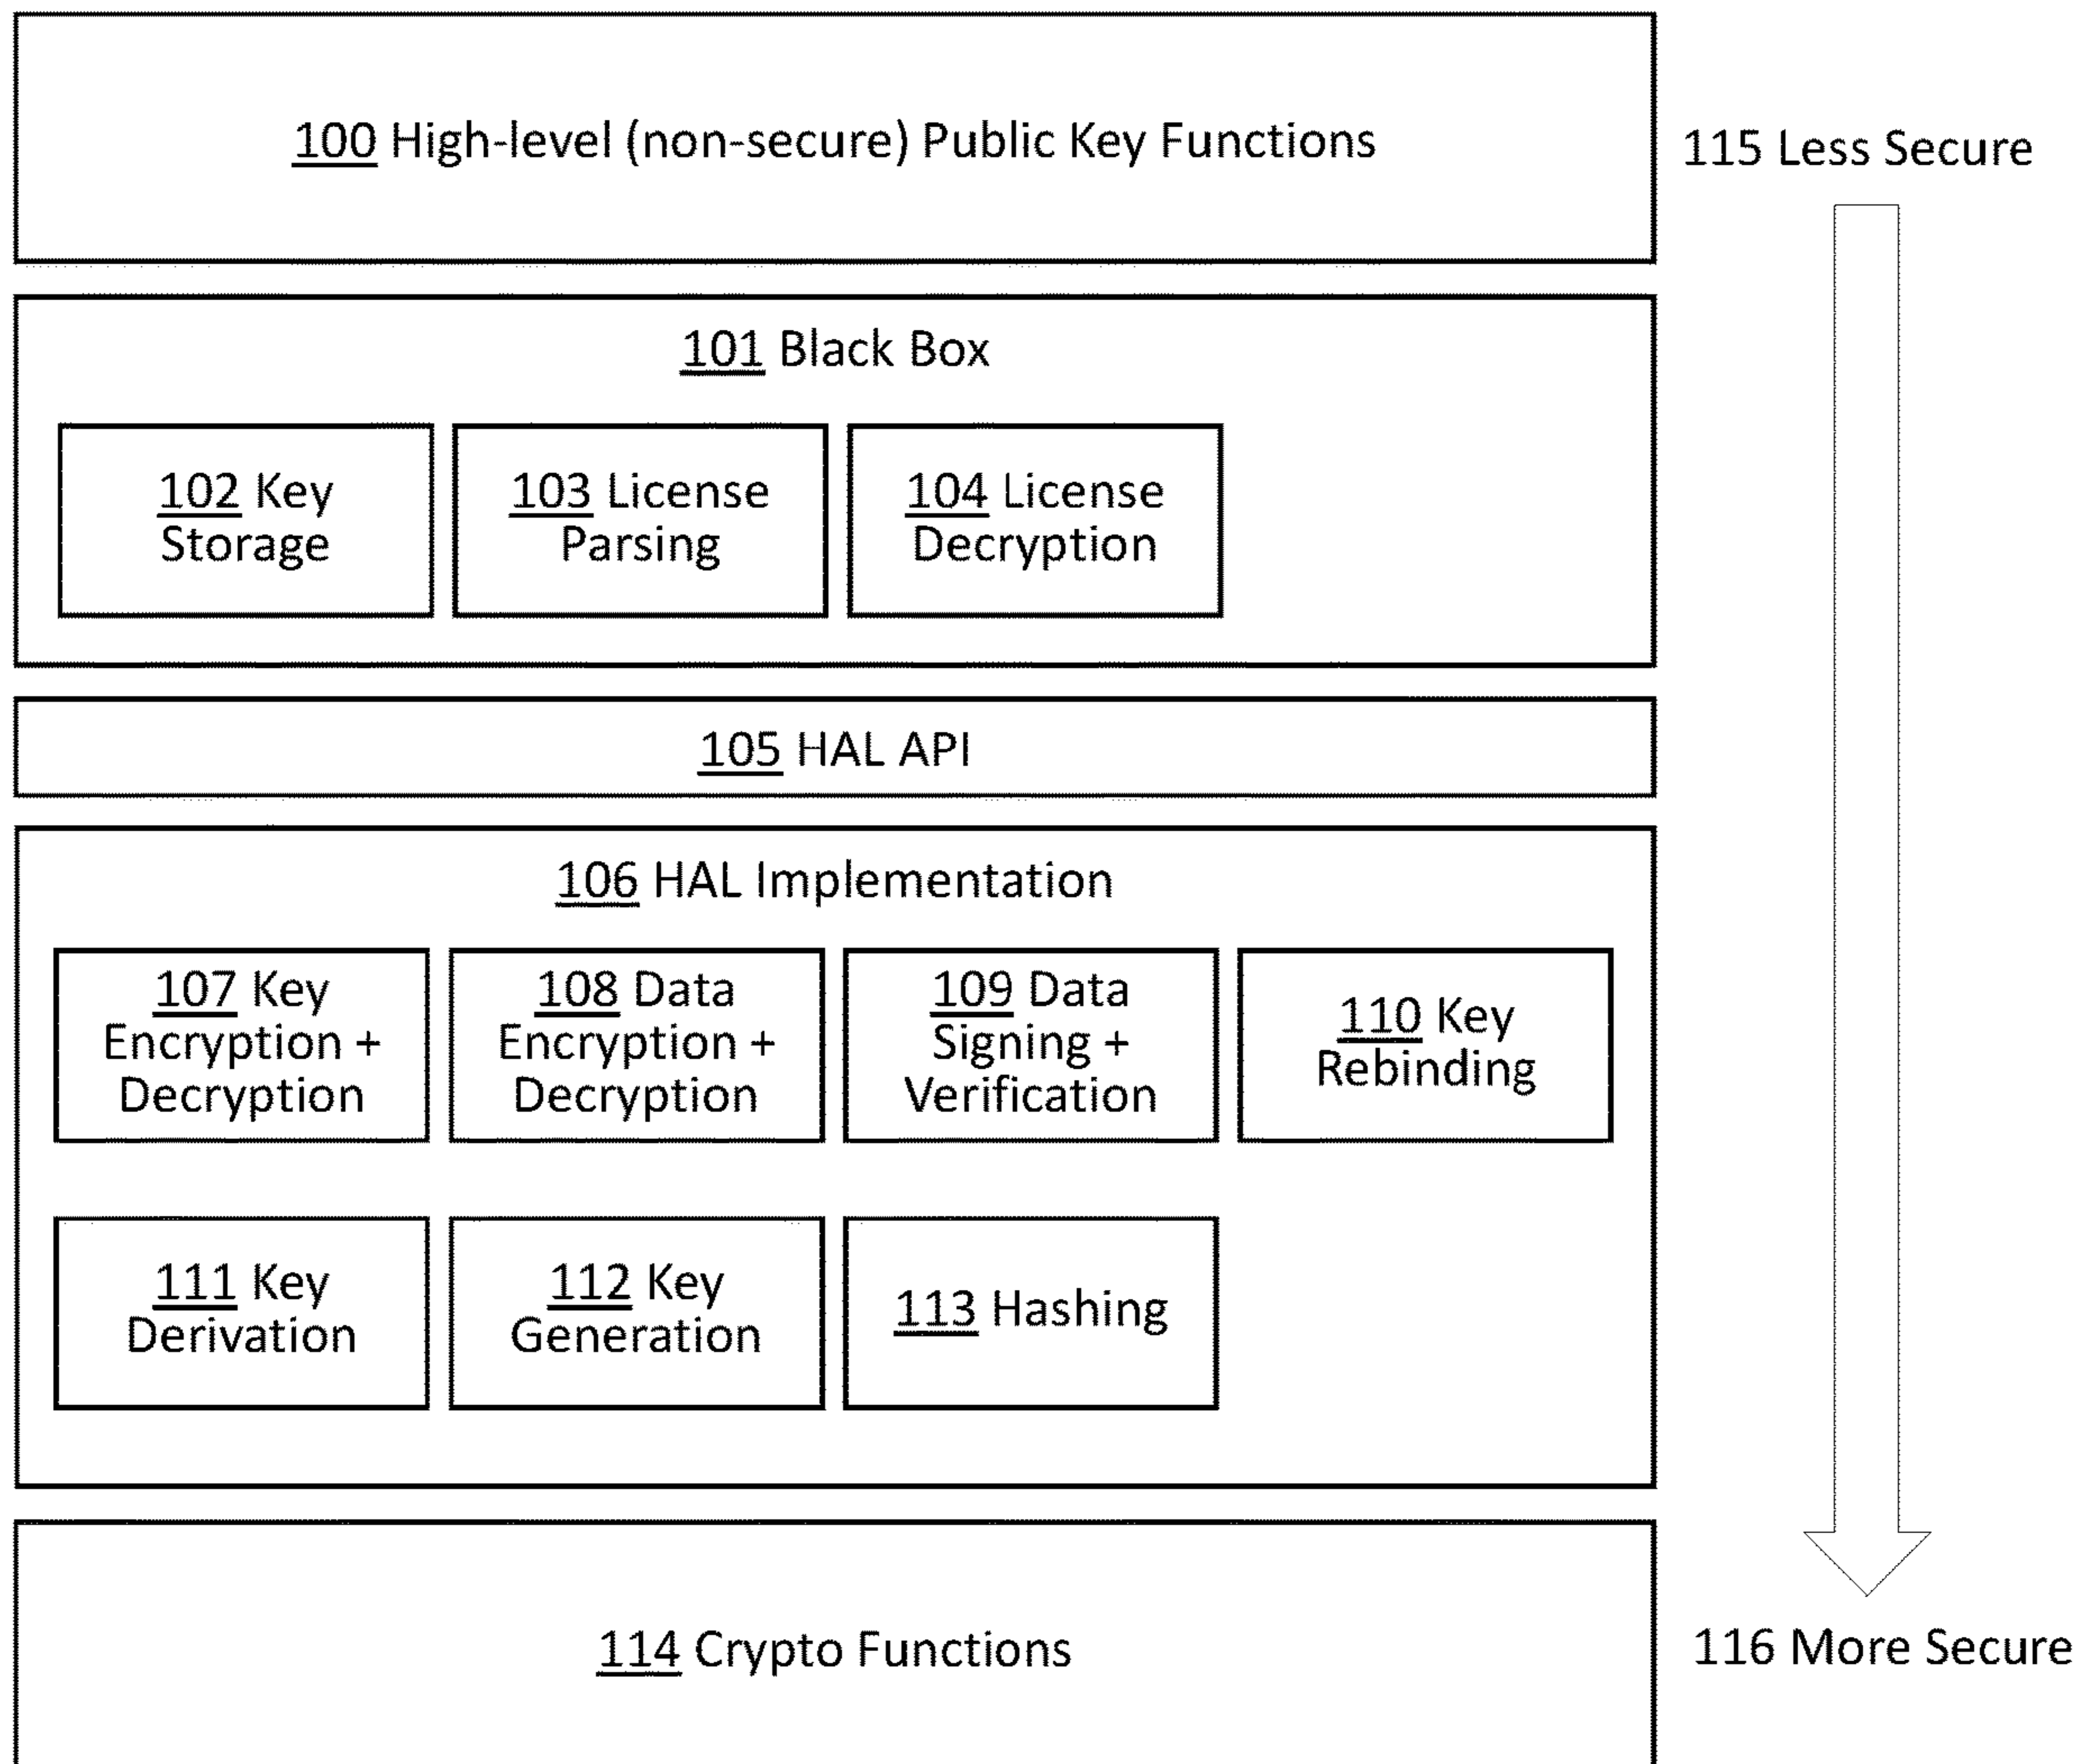 100 High-level (non-secure) Public Key Functions
115 Less Secure
101 Black Box
102 Key
Storage
103 License
Parsing
104 License
Decryption
105 HAL API
106 HAL Implementation
107 Key
Encryption +
Decryption
108 Data
Encryption +
Decryption
109 Data
Signing +
Verification
110 Key
Rebinding
111 Key
Derivation
112 Key
Generation
113 Hashing
114 Crypto Functions
116 More Secure